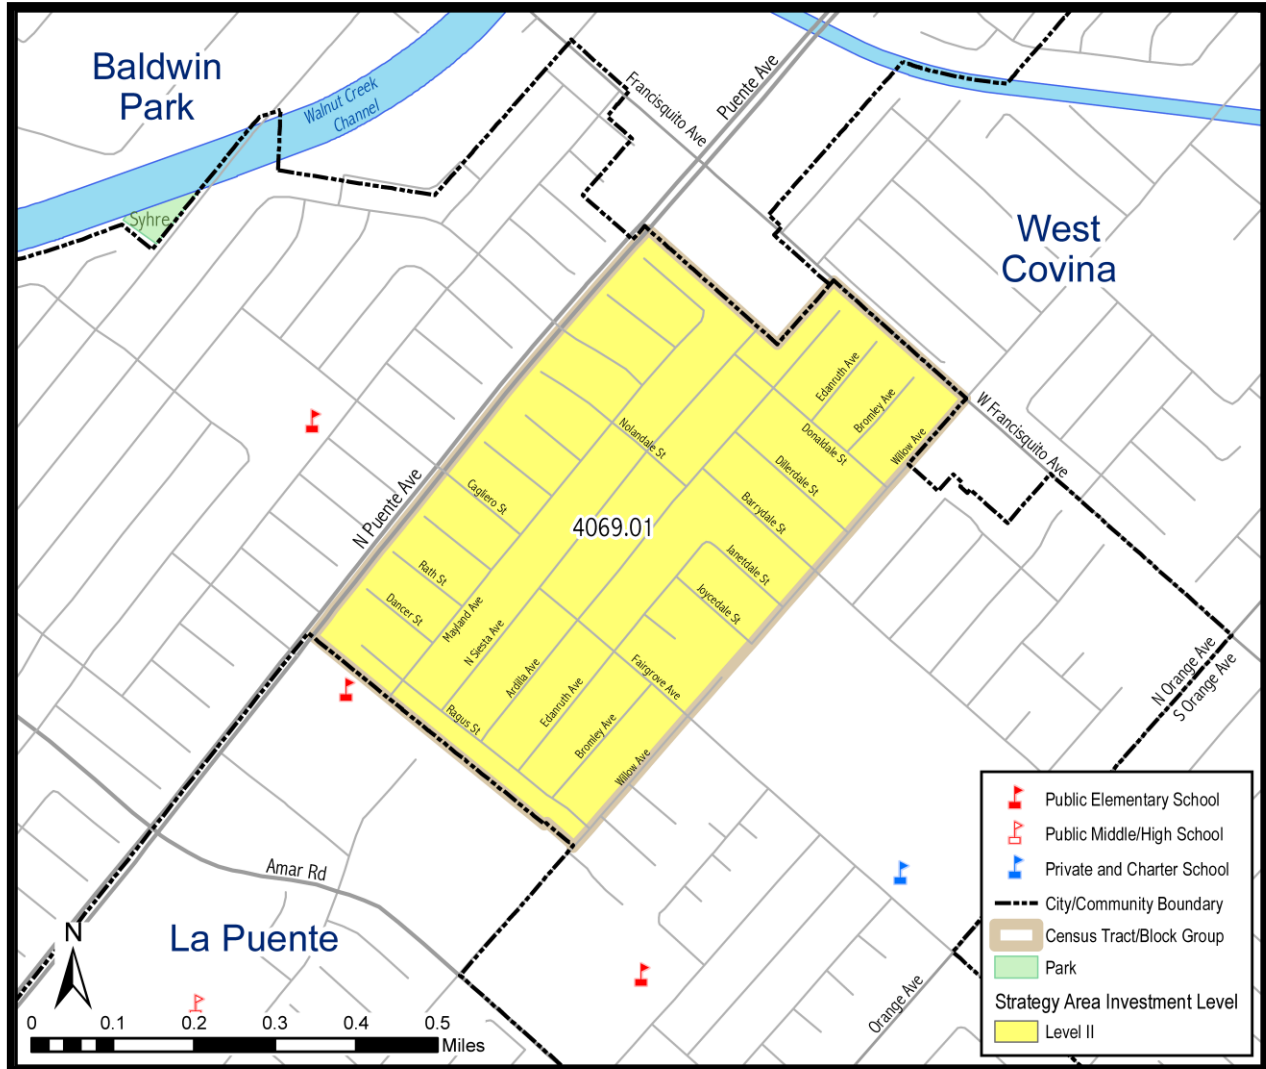 Baldwin
Park
Walnut Creek
Channel
Francisquito Ave
Puente Ave
Syhre
West
Covina
Edanruth Ave
Bromley Ave
W Francisquito Ave
Willow Ave
Donaldale St
Nolandale St
Dillerdale St
Barrydale St
Cagliero St
N Puente Ave
4069.01
Janetdale St
Joycedale St
Rath St
Dancer St
Mayland Ave
N Siesta Ave
Ardilla Ave
Edanruth Ave
Fairgrove Ave
Bromley Ave
Ragus St
Willow Ave
N Orange Ave
S Orange Ave
Amar Rd
La Puente
Orange Ave
N
0 0.1 0.2 0.3 0.4 0.5
Miles
Public Elementary School
Public Middle/High School
Private and Charter School
City/Community Boundary
Census Tract/Block Group
Park
Strategy Area Investment Level
Level II